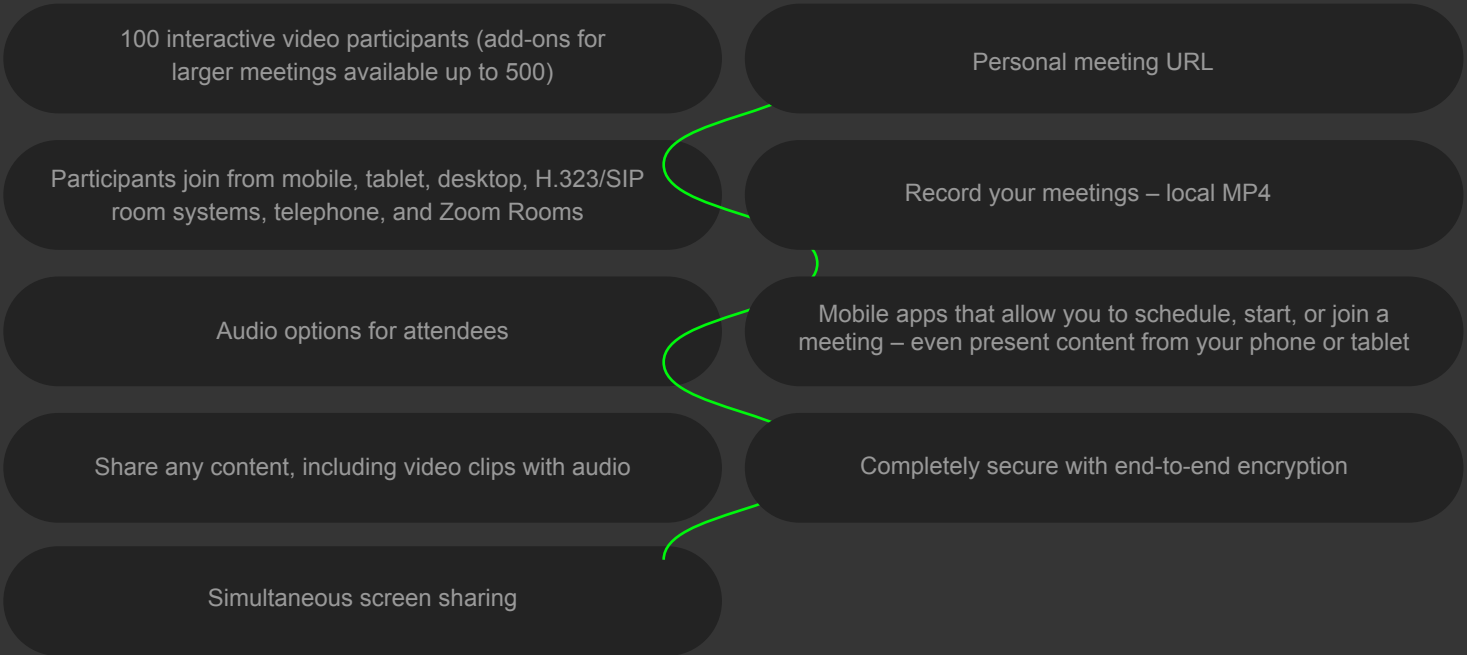 100 interactive video participants (add-ons for
larger meetings available up to 500)
Personal meeting URL
Participants join from mobile, tablet, desktop, H.323/SIP
room systems, telephone, and Zoom Rooms
Record your meetings – local MP4
Audio options for attendees
Mobile apps that allow you to schedule, start, or join a
meeting – even present content from your phone or tablet
Share any content, including video clips with audio
Completely secure with end-to-end encryption
Simultaneous screen sharing